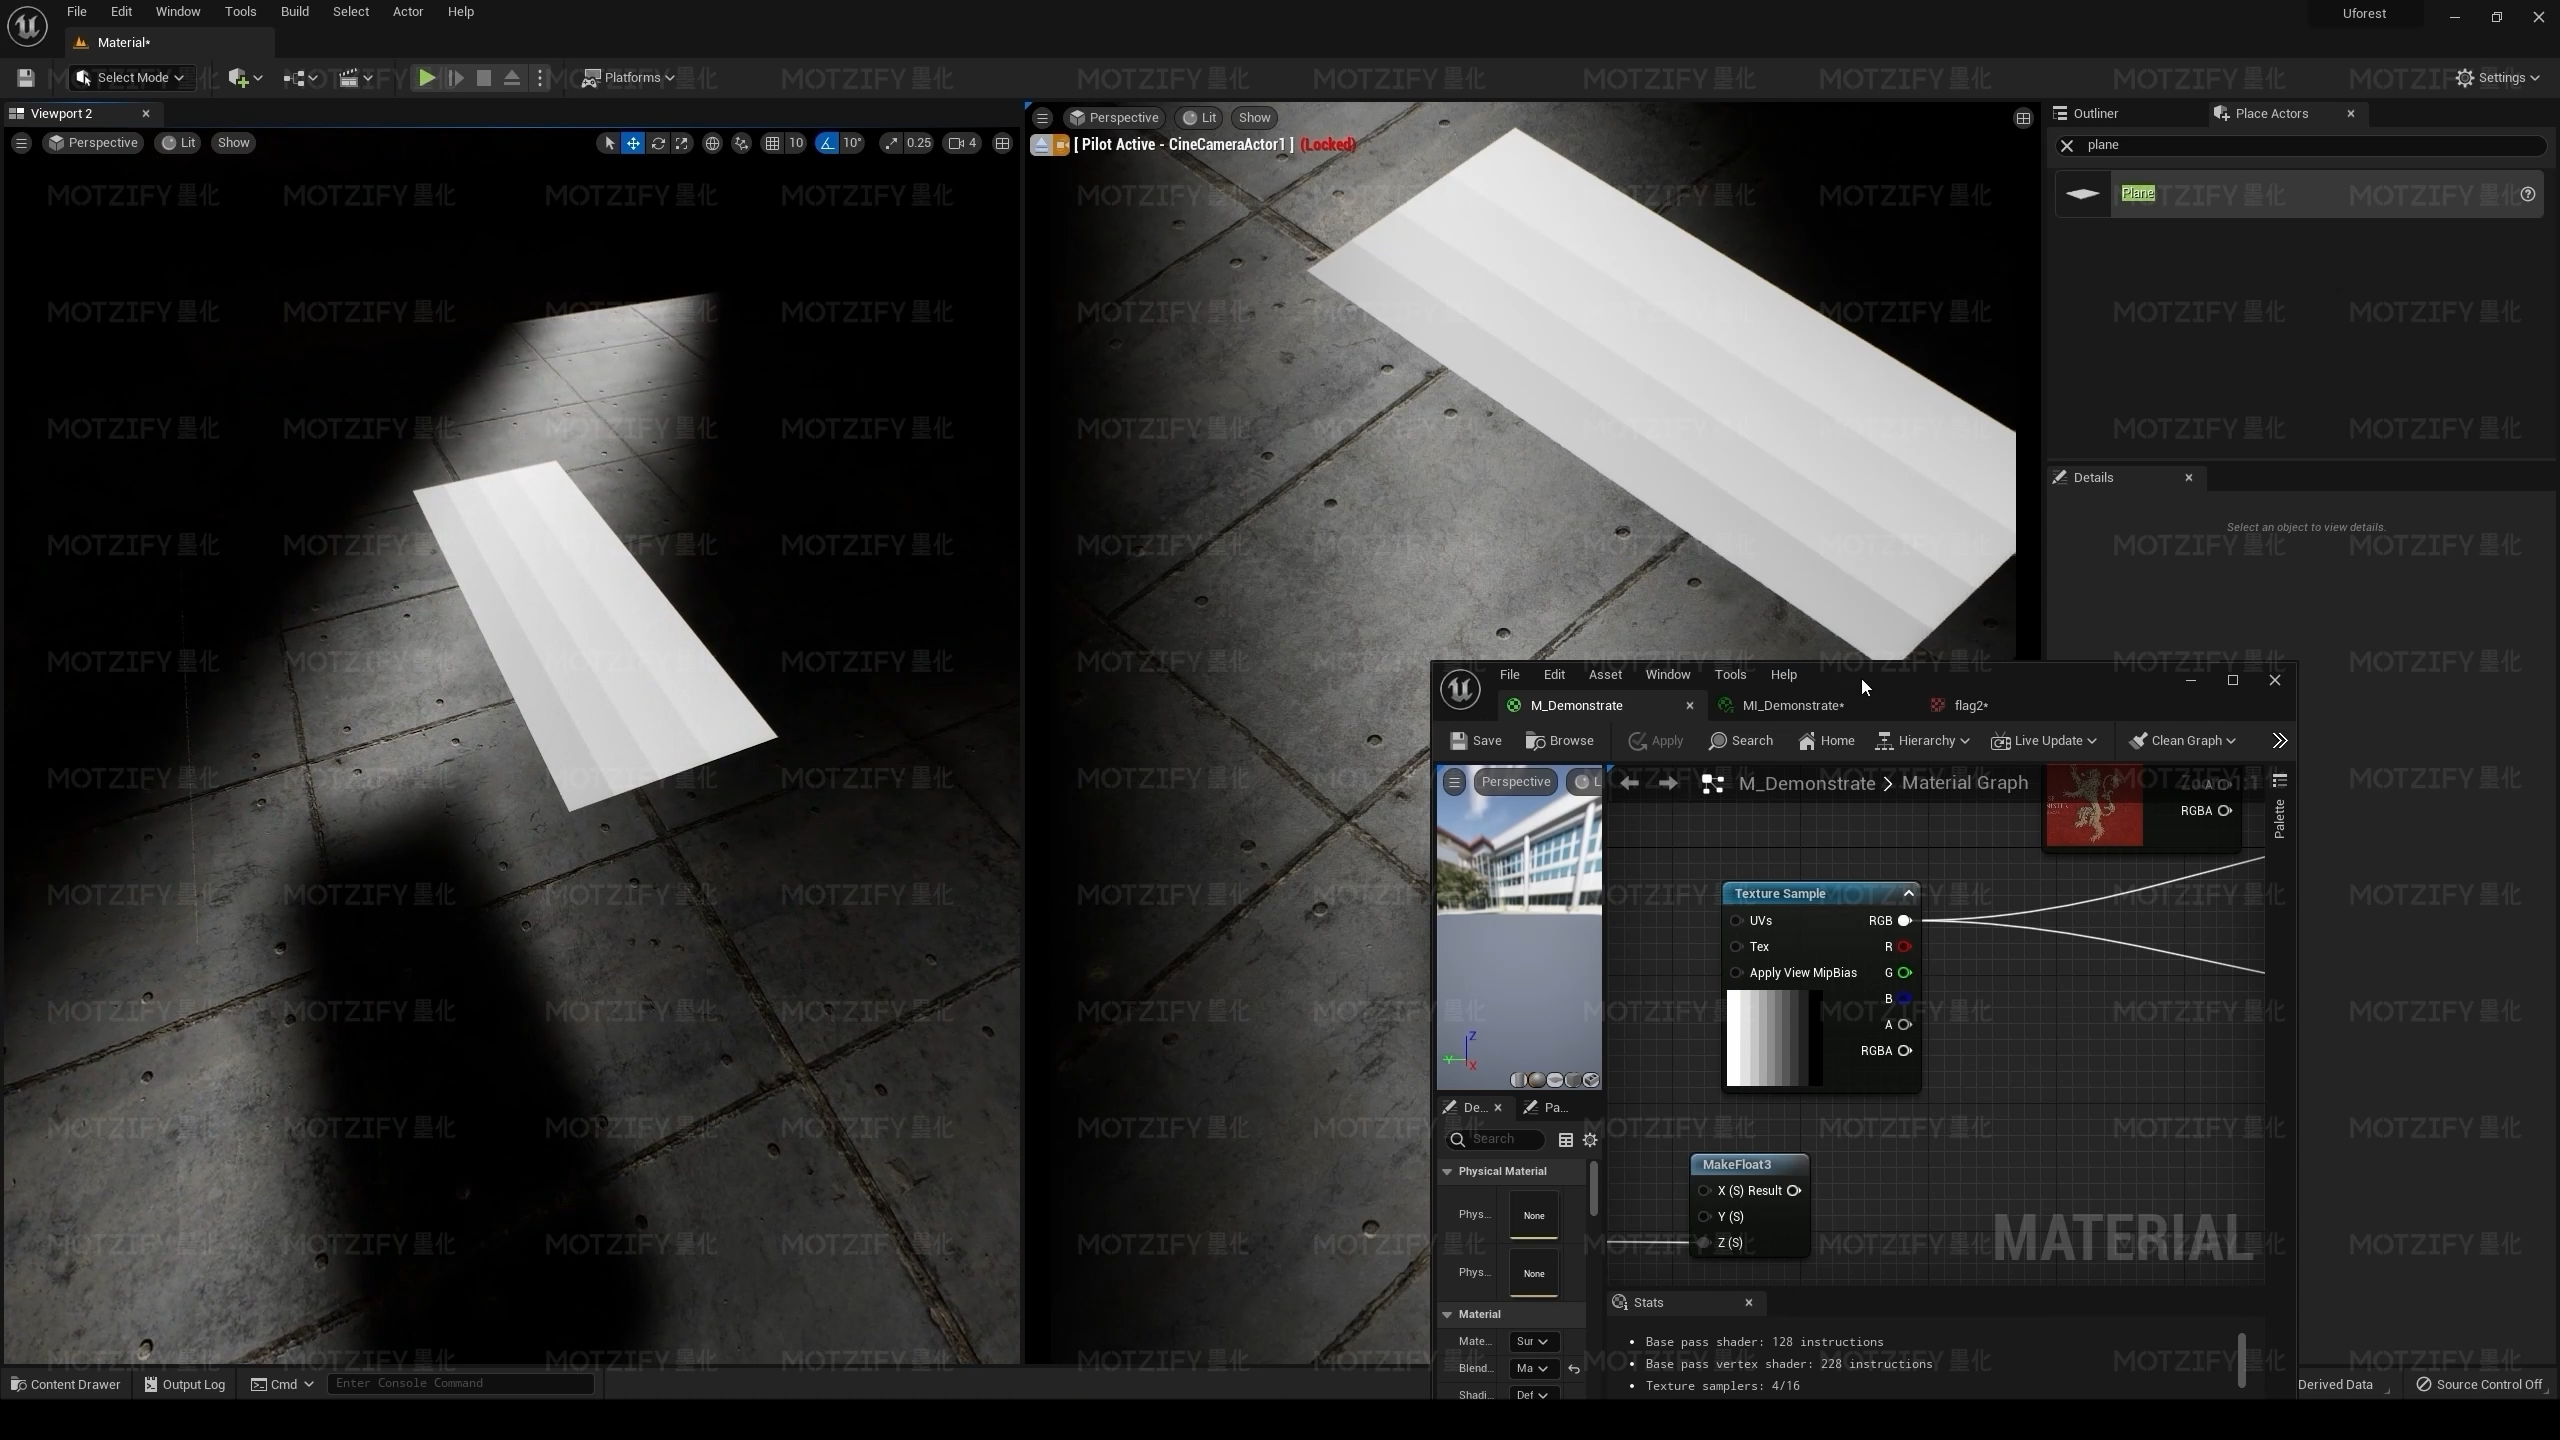 File Edit Window Tools Build Select Actor Help
Uforest
Material*
Select Mode
Platforms
Settings
Viewport 2
Perspective Lit Show
10 10° 0.25 4
Perspective Lit Show
[ Pilot Active - CineCameraActor1 ] (Locked)
Outliner
Place Actors
plane
Plane
Details
Select an object to view details.
MOTZIFY 墨化
File Edit Asset Window Tools Help
M_Demonstrate
MI_Demonstrate*
flag2*
Save Browse Apply Search Home Hierarchy Live Update Clean Graph
Perspective L
M_Demonstrate > Material Graph
A
RGBA
Palette
Texture Sample
UVs RGB
Tex R
Apply View MipBias G
B
A
RGBA
Z
Y
X
De... Pa...
Search
Physical Material
Phys... None
Phys... None
Material
Mate... Sur
Blend... Ma
Shadi... Def
MakeFloat3
X (S) Result
Y (S)
Z (S)
MATERIAL
Stats
• Base pass shader: 128 instructions
• Base pass vertex shader: 228 instructions
• Texture samplers: 4/16
Content Drawer Output Log Cmd Enter Console Command
Derived Data Source Control Off